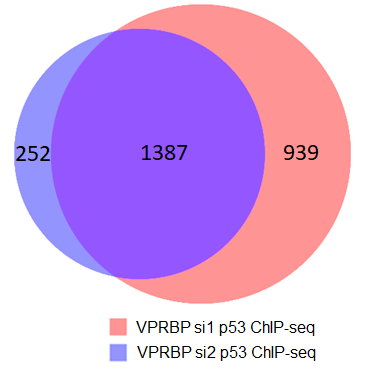 252 1387 939
VPRBP si1 p53 ChIP-seq
VPRBP si2 p53 ChIP-seq